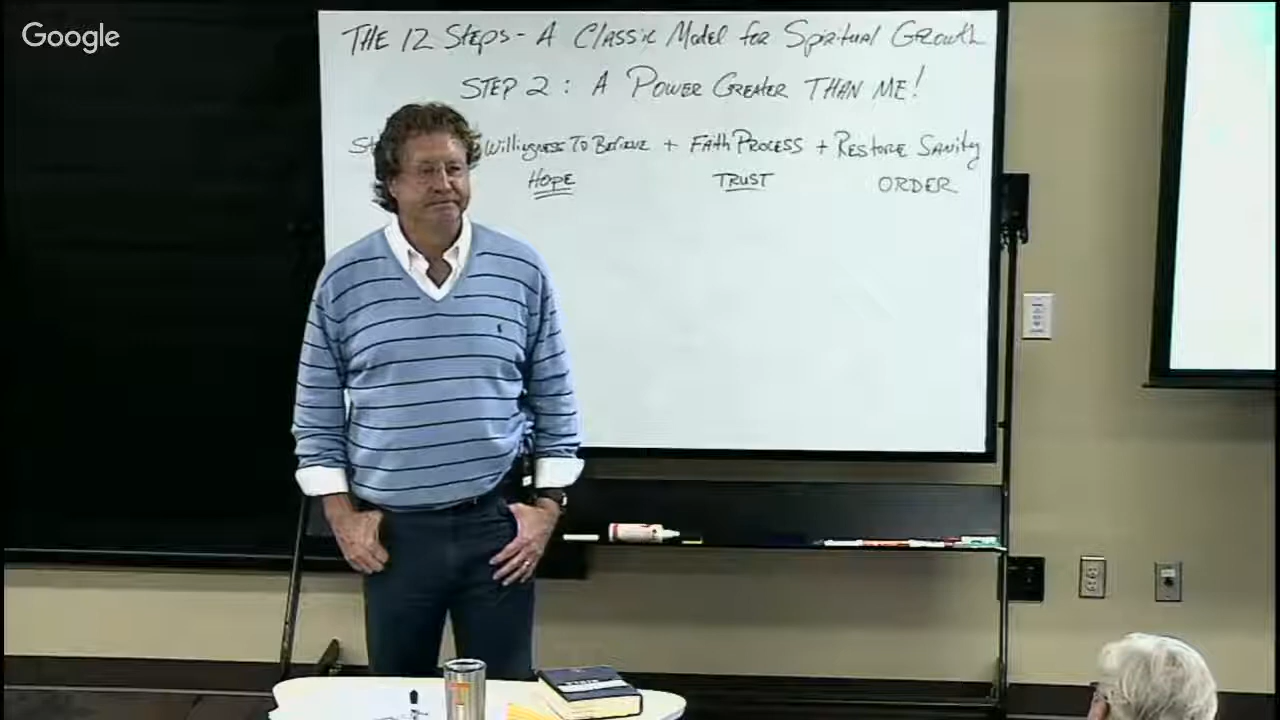 Google
THE 12 STEPS - A CLASSIC MODEL FOR SPIRITUAL GROWTH
STEP 2: A POWER GREATER THAN ME!
WILLINGNESS TO BELIEVE + FAITH PROCESS + RESTORE SANITY
HOPE TRUST ORDER